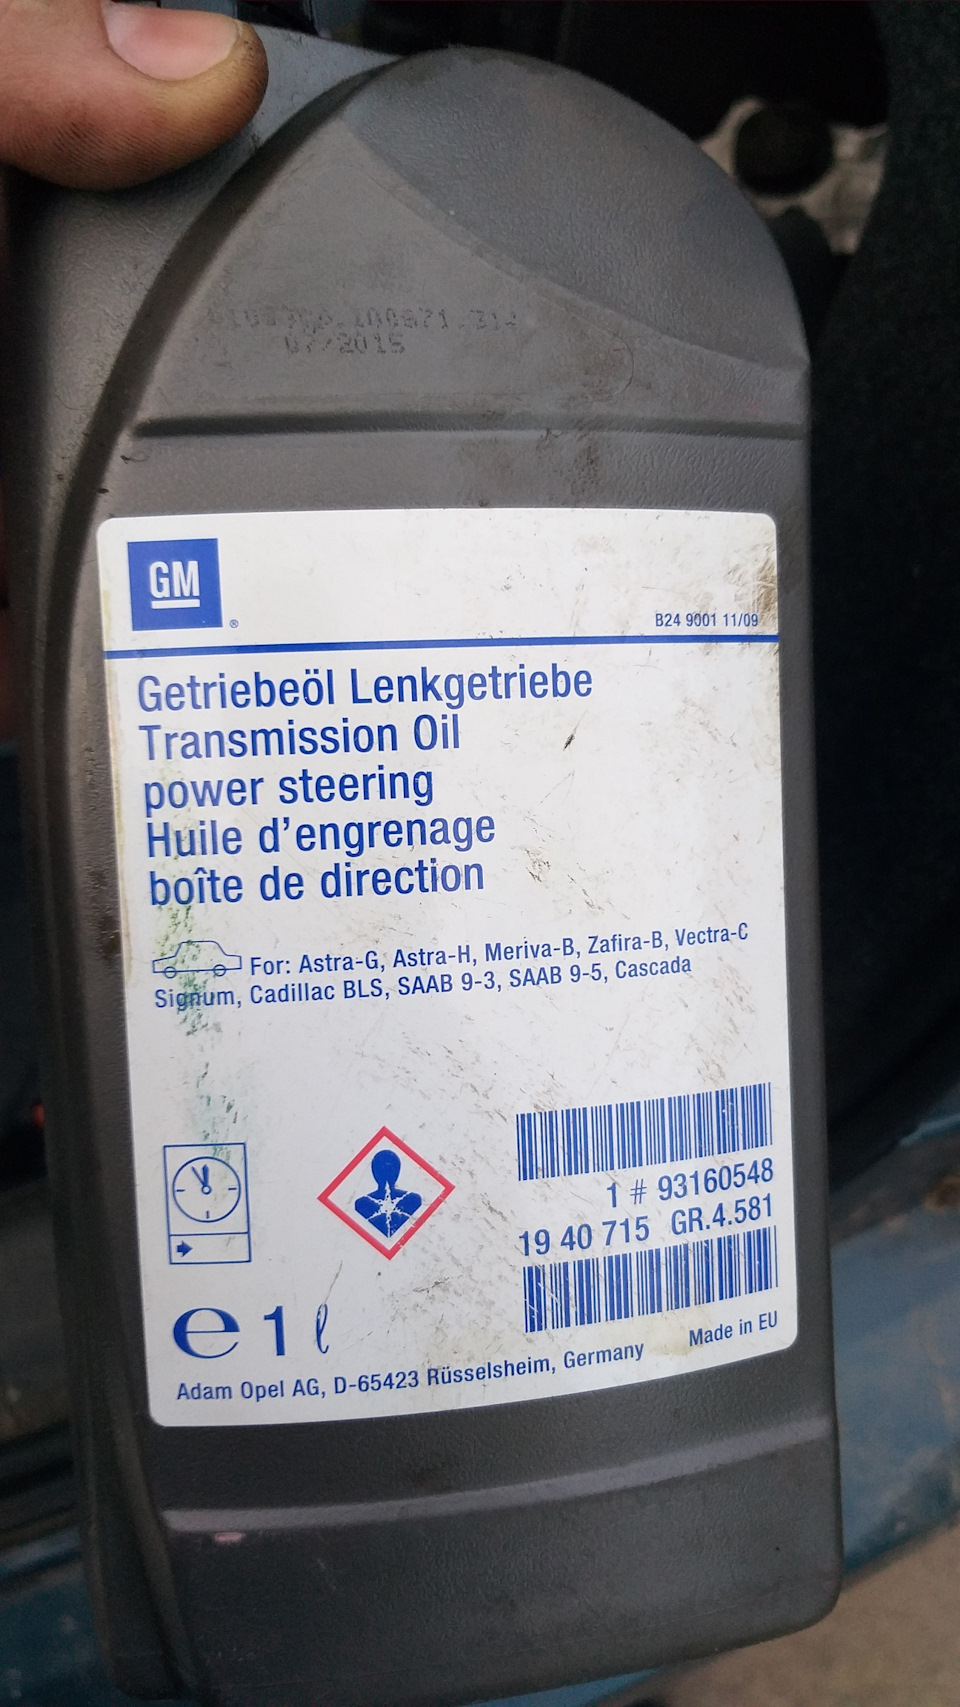 07/2015
GM
®
B24 9001 11/09
Getriebeöl Lenkgetriebe
Transmission Oil
power steering
Huile d'engrenage
boîte de direction
For: Astra-G, Astra-H, Meriva-B, Zafira-B, Vectra-C
Signum, Cadillac BLS, SAAB 9-3, SAAB 9-5, Cascada
1 # 93160548
19 40 715 GR.4.581
e 1 ℓ
Made in EU
Adam Opel AG, D-65423 Rüsselsheim, Germany